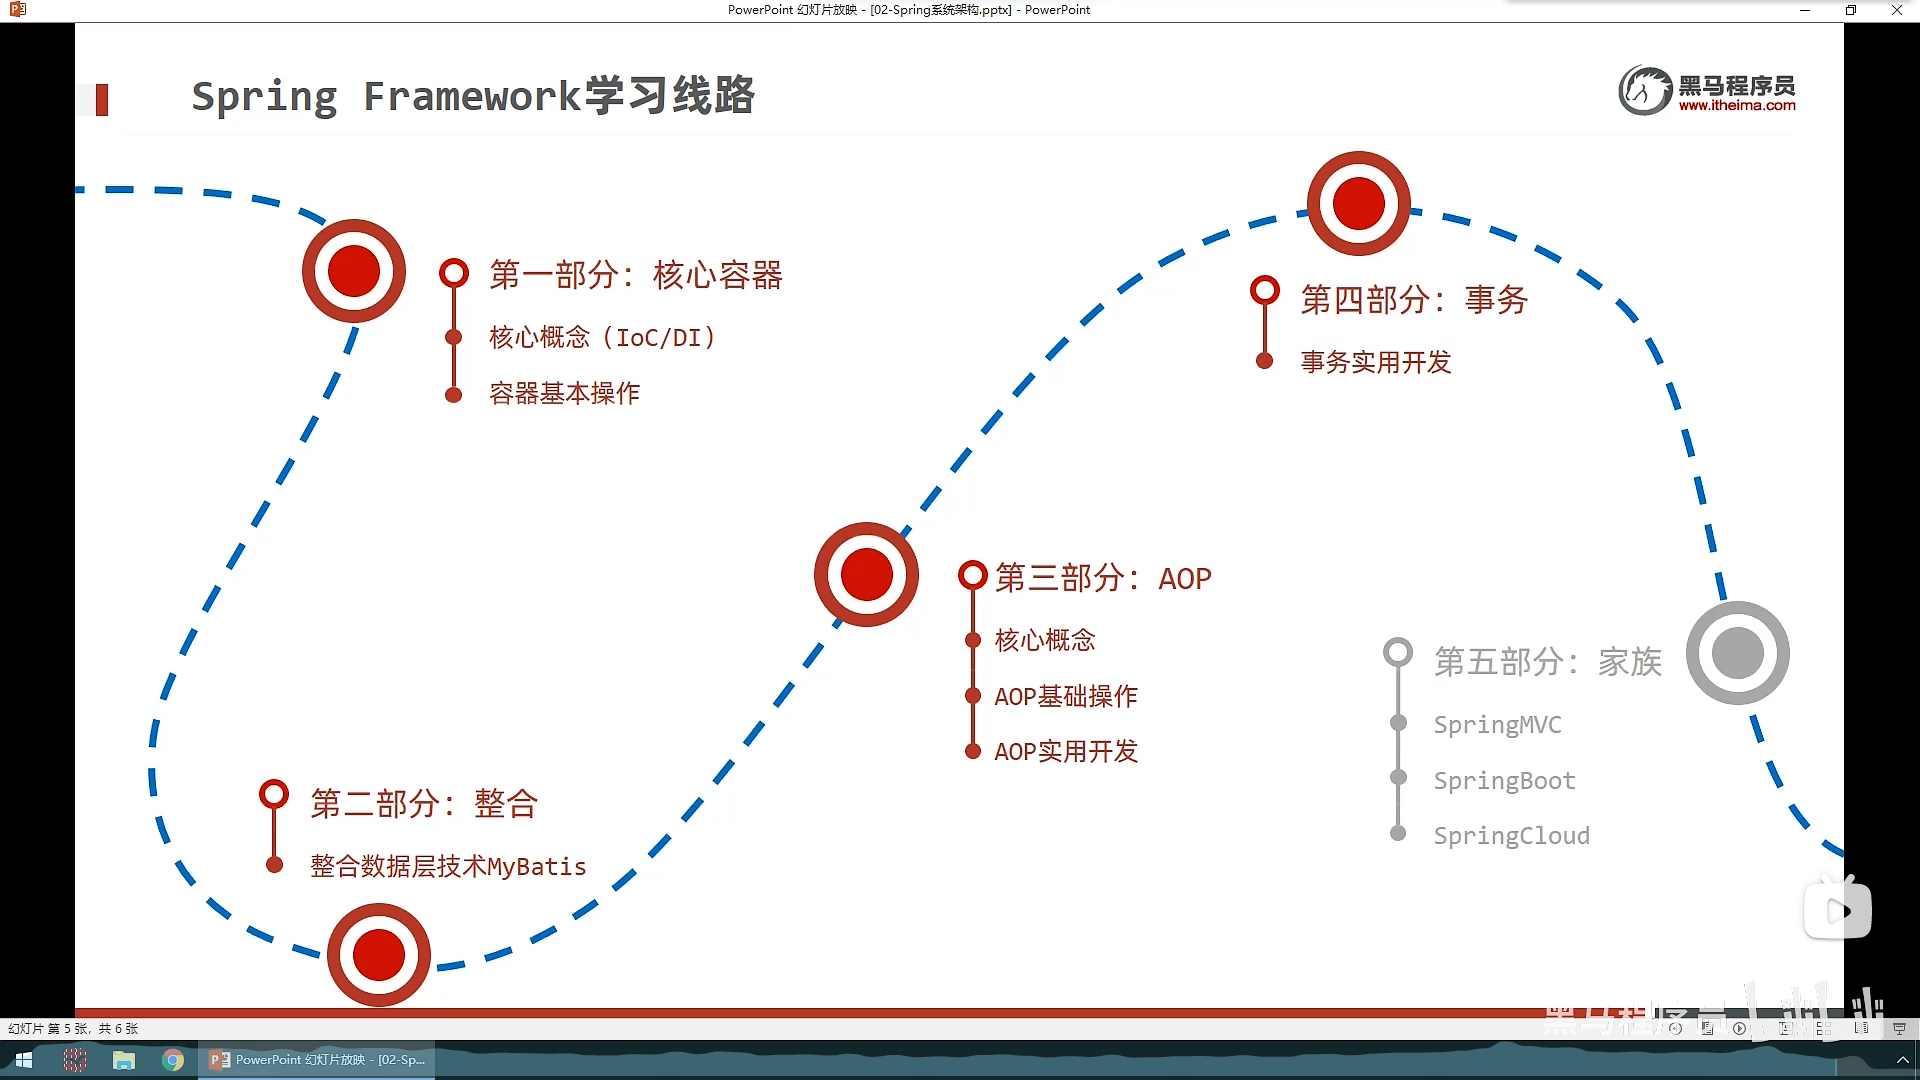 PowerPoint 幻灯片放映 - [02-Spring系统架构.pptx] - PowerPoint
Spring Framework学习线路
黑马程序员
www.itheima.com
第一部分：核心容器
核心概念（IoC/DI）
容器基本操作
第四部分：事务
事务实用开发
第三部分：AOP
核心概念
AOP基础操作
AOP实用开发
第五部分：家族
SpringMVC
SpringBoot
SpringCloud
第二部分：整合
整合数据层技术MyBatis
黑马程序员
幻灯片 第 5 张，共 6 张
PowerPoint 幻灯片放映 - [02-Sp...